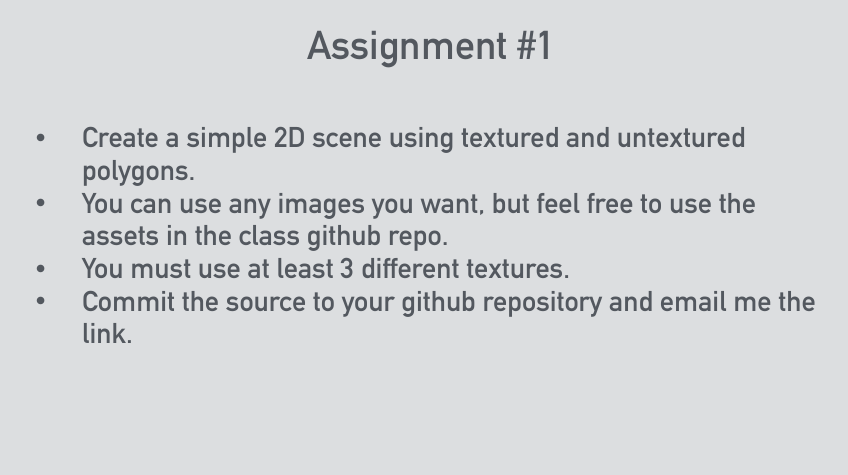 Assignment #1
• Create a simple 2D scene using textured and untextured
polygons.
• You can use any images you want, but feel free to use the
assets in the class github repo.
• You must use at least 3 different textures.
• Commit the source to your github repository and email me the
link.